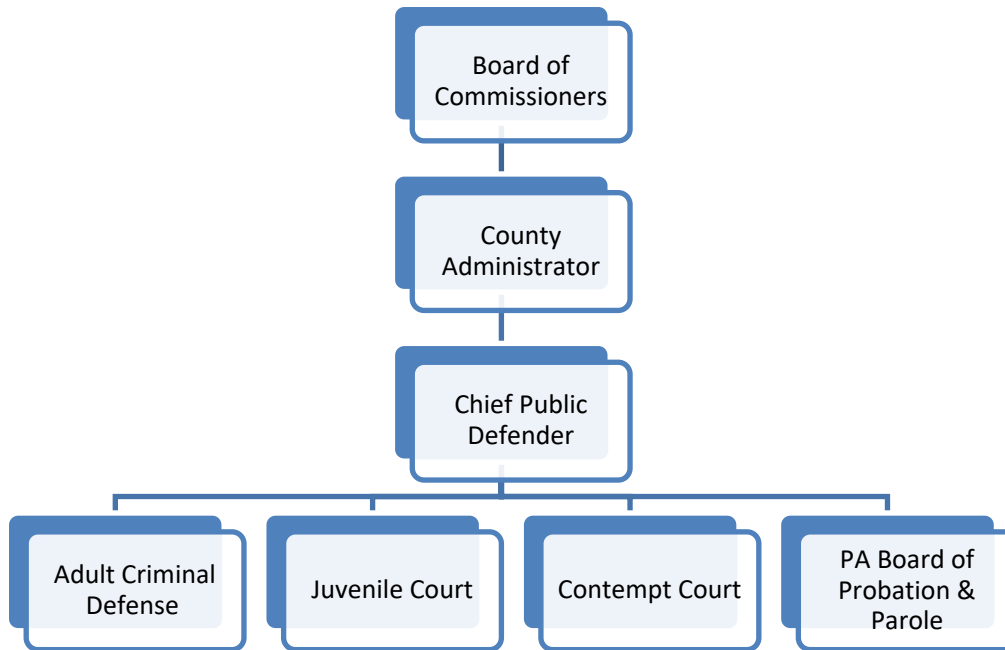 Board of
Commissioners
County
Administrator
Chief Public
Defender
Adult Criminal
Defense
Juvenile Court
Contempt Court
PA Board of
Probation &
Parole